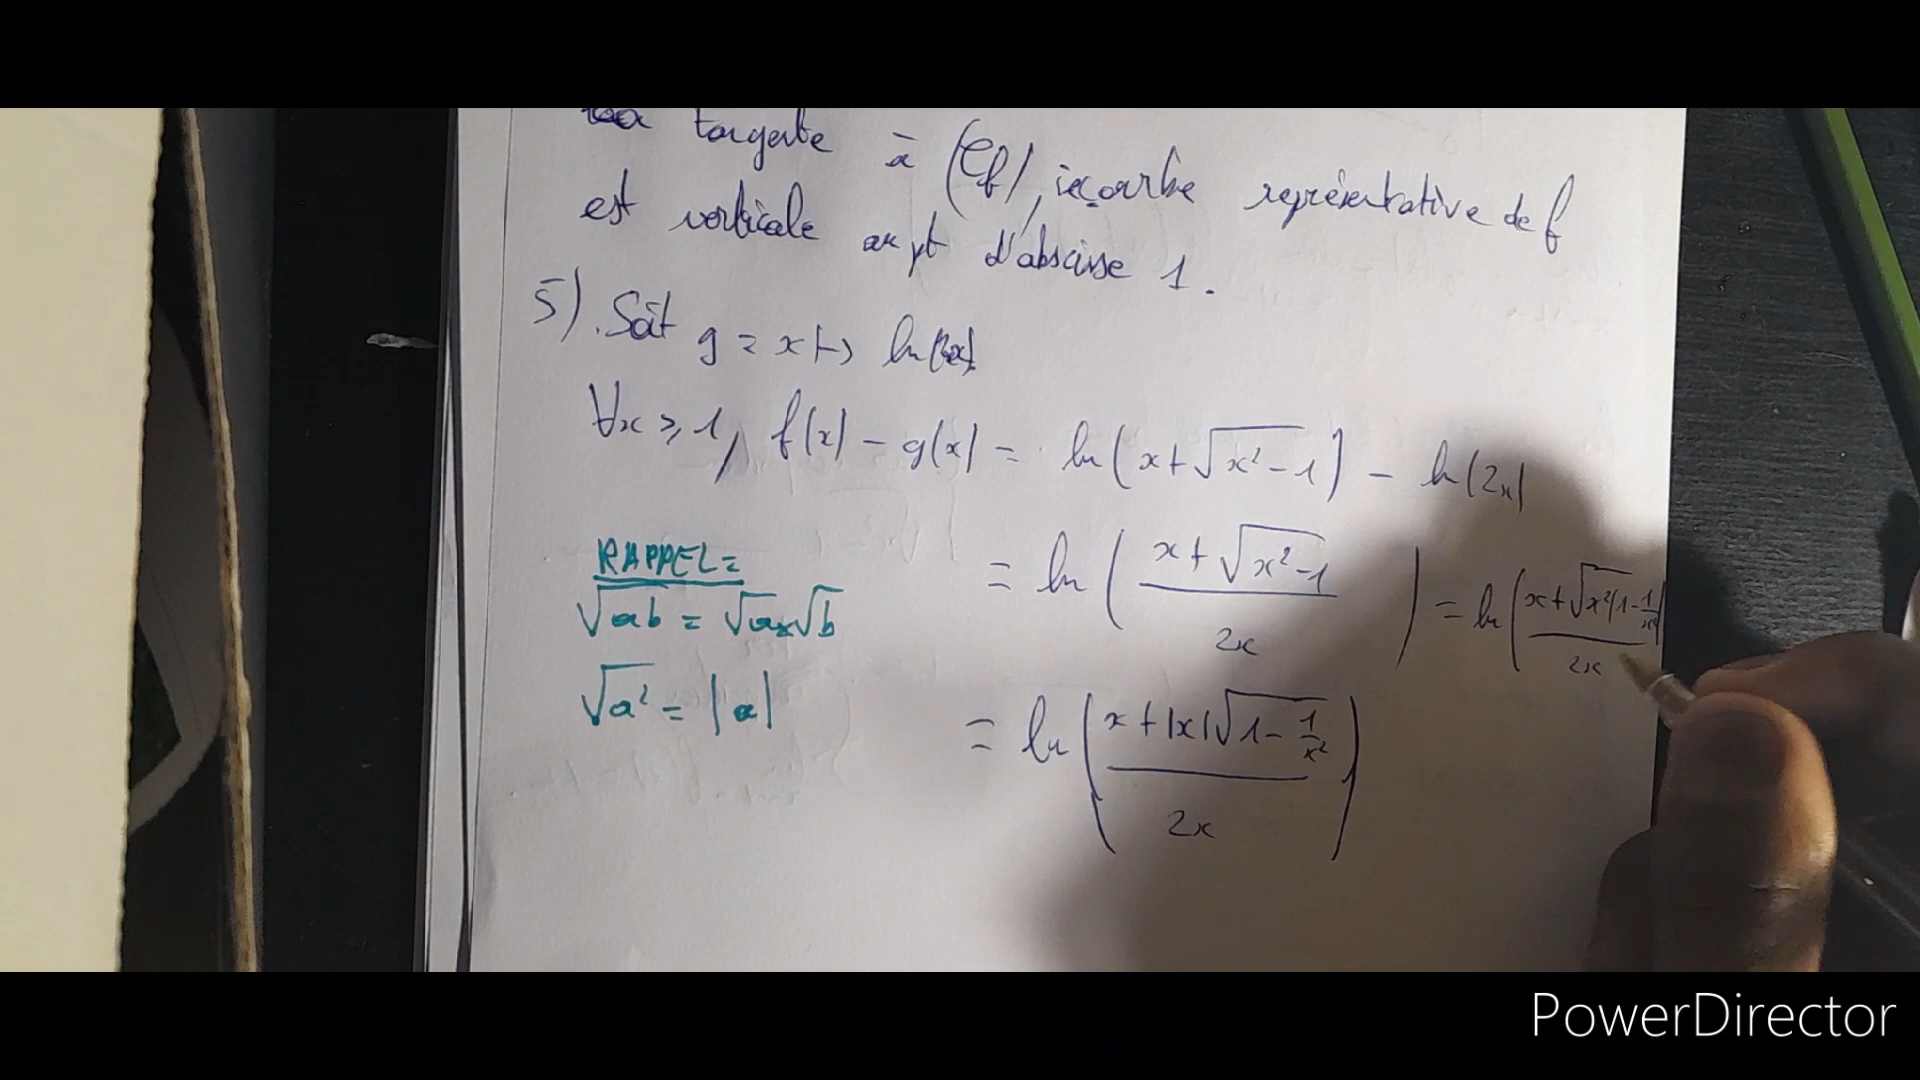 tangente à (Cf), courbe représentative de f
est verticale au pt d'abscisse 1.
5). Soit g = x ↦ ln(2x)
∀x ≥ 1, f(x) - g(x) = ln(x + √(x² - 1)) - ln(2x)
= ln((x + √(x² - 1)) / 2x) = ln((x + √(x²(1 - 1/x²))) / 2x)
= ln((x + |x|√(1 - 1/x²)) / 2x)
RAPPEL =
√ab = √a × √b
√a² = |a|
PowerDirector